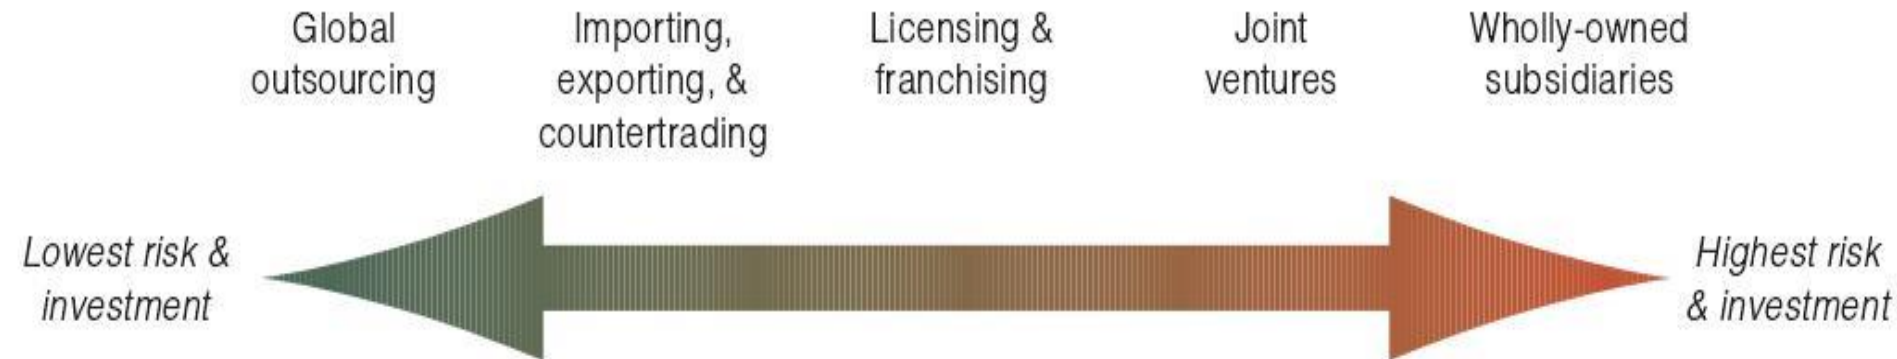 Global
outsourcing
Importing,
exporting, &
countertrading
Licensing &
franchising
Joint
ventures
Wholly-owned
subsidiaries
Lowest risk &
investment
Highest risk
& investment